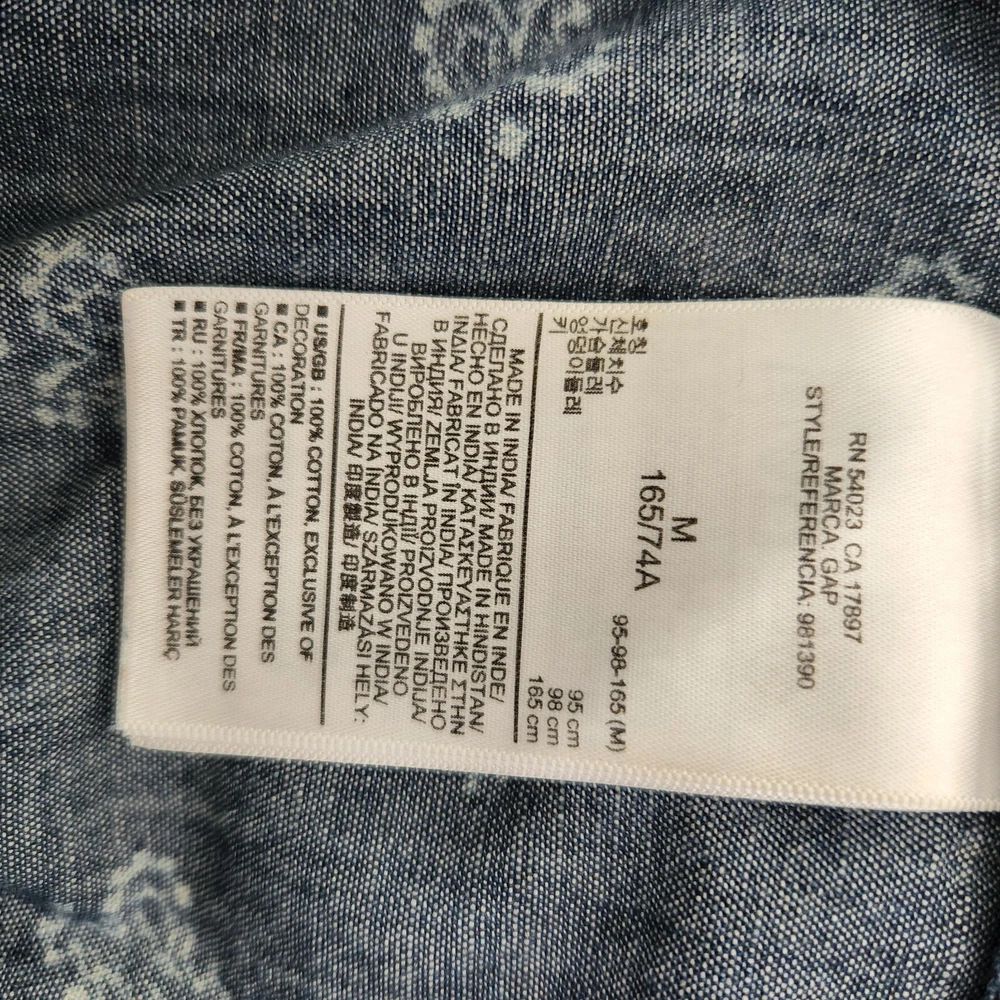 RN 54023 CA 17897
MARCA: GAP
STYLE/REFERENCIA: 981390
M
165/74A
호칭 95-98-165 (M)
신체치수
가슴둘레 95 cm
엉덩이둘레 98 cm
키 165 cm
MADE IN INDIA/ FABRIQUE EN INDE/
СДЕЛАНО В ИНДИИ/ MADE IN HINDISTAN/
HECHO EN INDIA/ ΚΑΤΑΣΚΕΥΑΣΤΗΚΕ ΣΤΗΝ
ΙΝΔΙΑ/ FABRICAT ÎN INDIA/ ПРОИЗВЕДЕНО
В ИНДИЯ/ ZEMLJA PROIZVODNJE INDIJA/
ВИРОБЛЕНО В ІНДІЇ/ PROIZVEDENO
U INDIJI/ WYPRODUKOWANO W INDIA/
FABRICADO NA ÍNDIA/ SZÁRMAZÁSI HELY:
INDIA/ 印度製造/ 印度制造
■ US/GB : 100% COTTON, EXCLUSIVE OF
DECORATION
■ CA : 100% COTON, À L'EXCEPTION DES
GARNITURES
■ FR/MA : 100% COTON, À L'EXCEPTION DES
GARNITURES
■ RU : 100% ХЛОПОК, БЕЗ УКРАШЕНИЙ
■ TR : 100% PAMUK, SÜSLEMELER HARİÇ